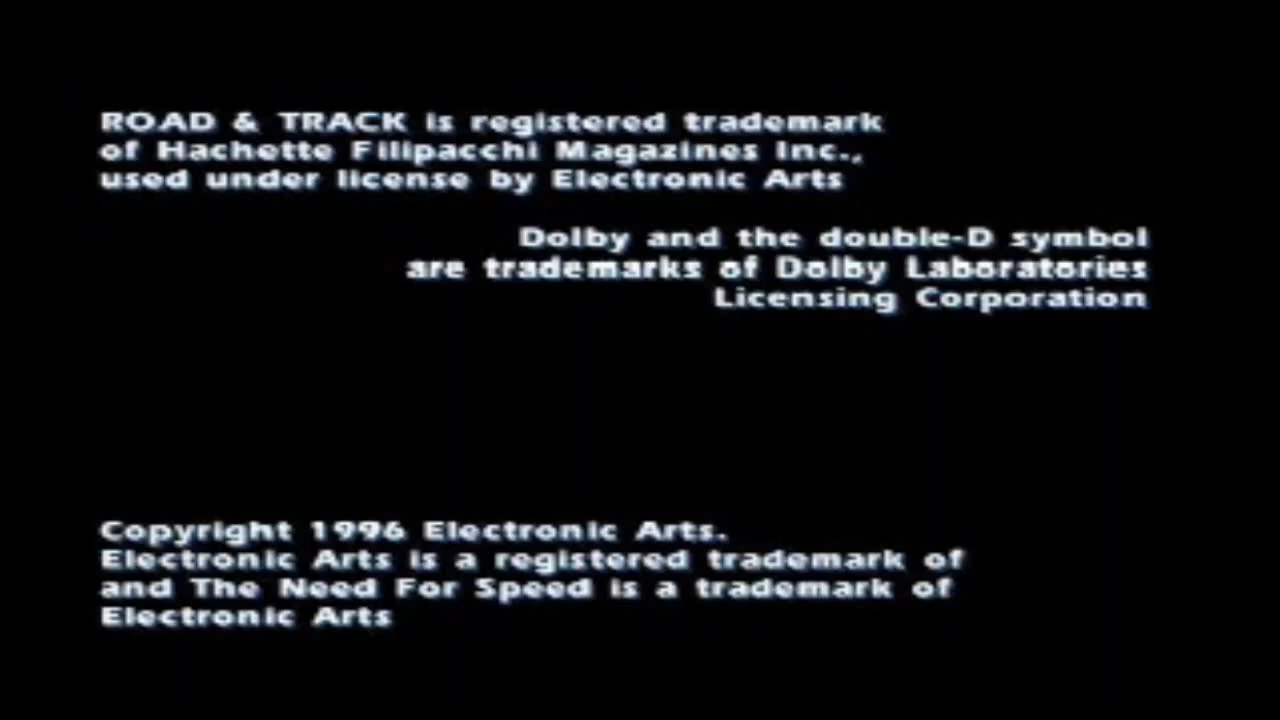 ROAD & TRACK is registered trademark
of Hachette Filipacchi Magazines Inc.,
used under license by Electronic Arts
Dolby and the double-D symbol
are trademarks of Dolby Laboratories
Licensing Corporation
Copyright 1996 Electronic Arts.
Electronic Arts is a registered trademark of
and The Need For Speed is a trademark of
Electronic Arts